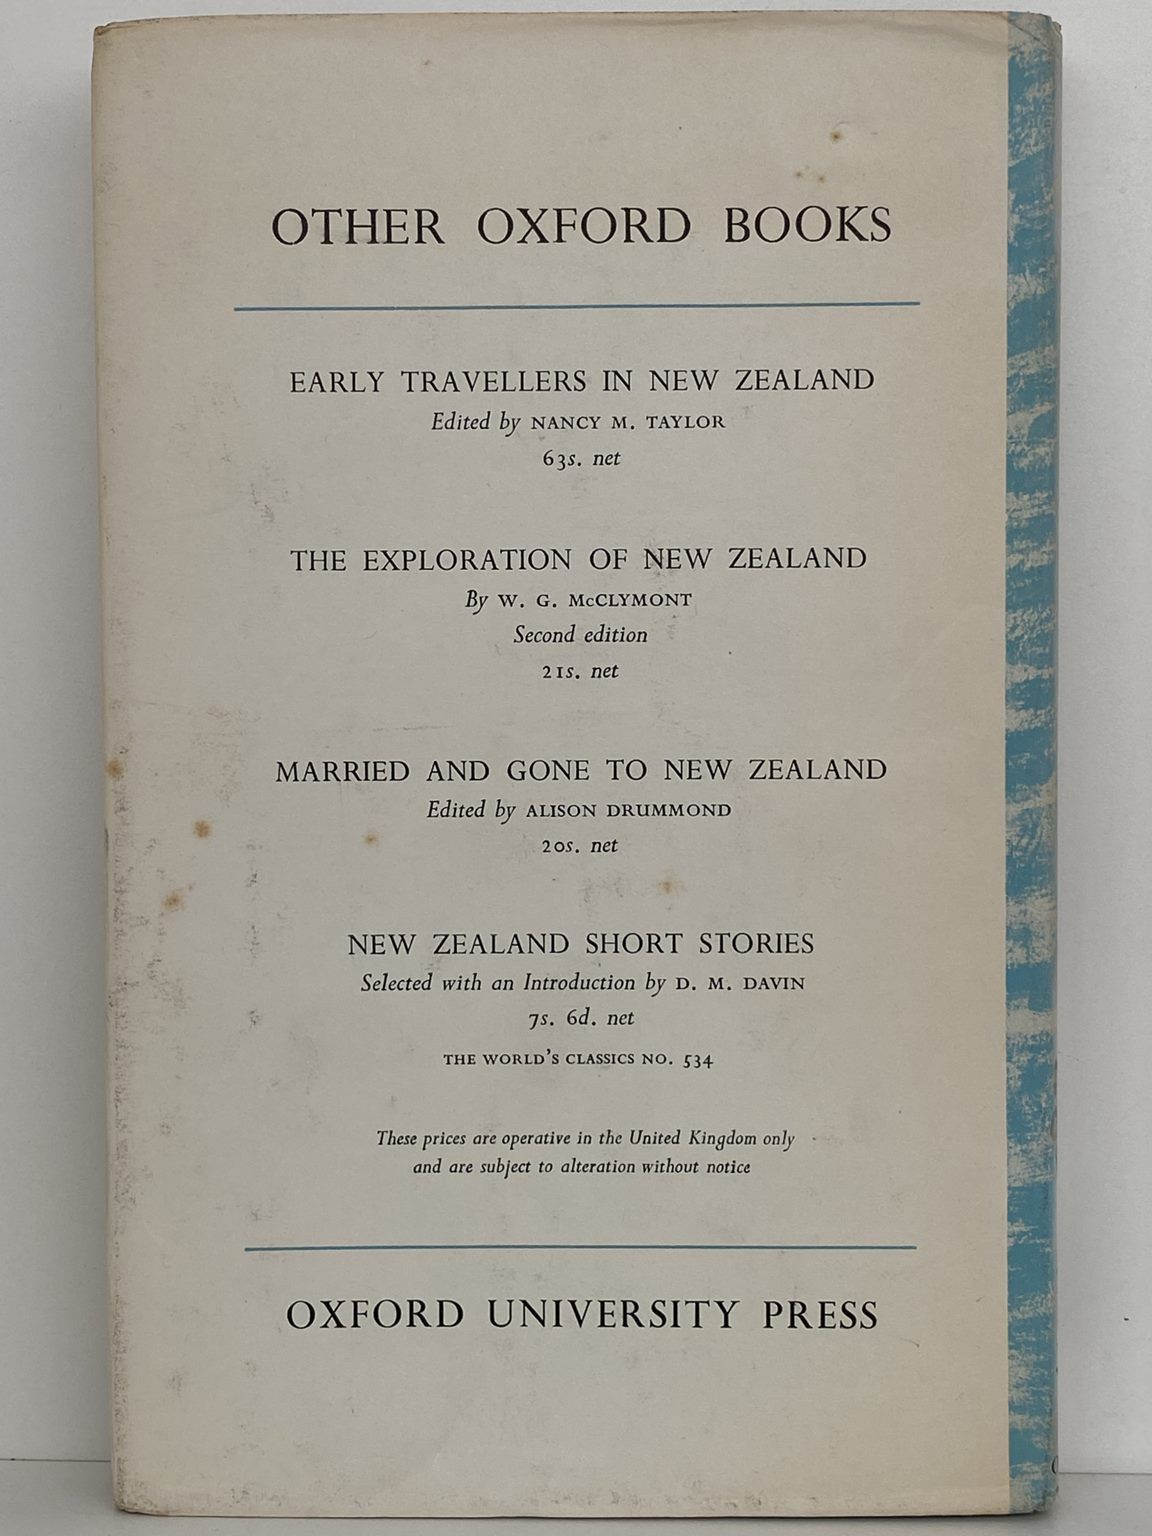 OTHER OXFORD BOOKS
EARLY TRAVELLERS IN NEW ZEALAND
Edited by NANCY M. TAYLOR
63s. net
THE EXPLORATION OF NEW ZEALAND
By W. G. McCLYMONT
Second edition
21s. net
MARRIED AND GONE TO NEW ZEALAND
Edited by ALISON DRUMMOND
20s. net
NEW ZEALAND SHORT STORIES
Selected with an Introduction by D. M. DAVIN
7s. 6d. net
THE WORLD'S CLASSICS NO. 534
These prices are operative in the United Kingdom only
and are subject to alteration without notice
OXFORD UNIVERSITY PRESS